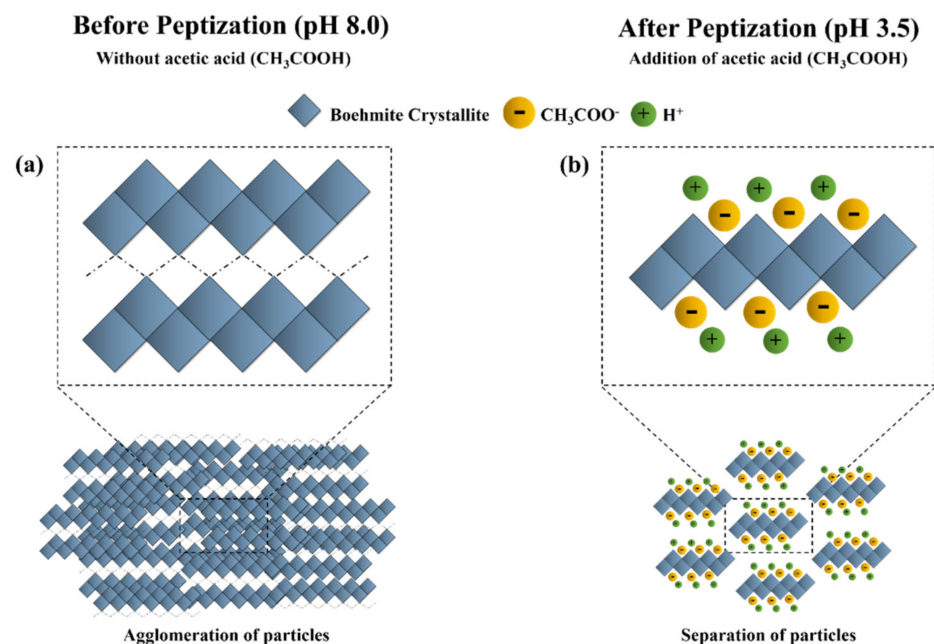 Before Peptization (pH 8.0)
Without acetic acid (CH₃COOH)
After Peptization (pH 3.5)
Addition of acetic acid (CH₃COOH)
Boehmite Crystallite
CH₃COO⁻
H⁺
(a)
(b)
Agglomeration of particles
Separation of particles